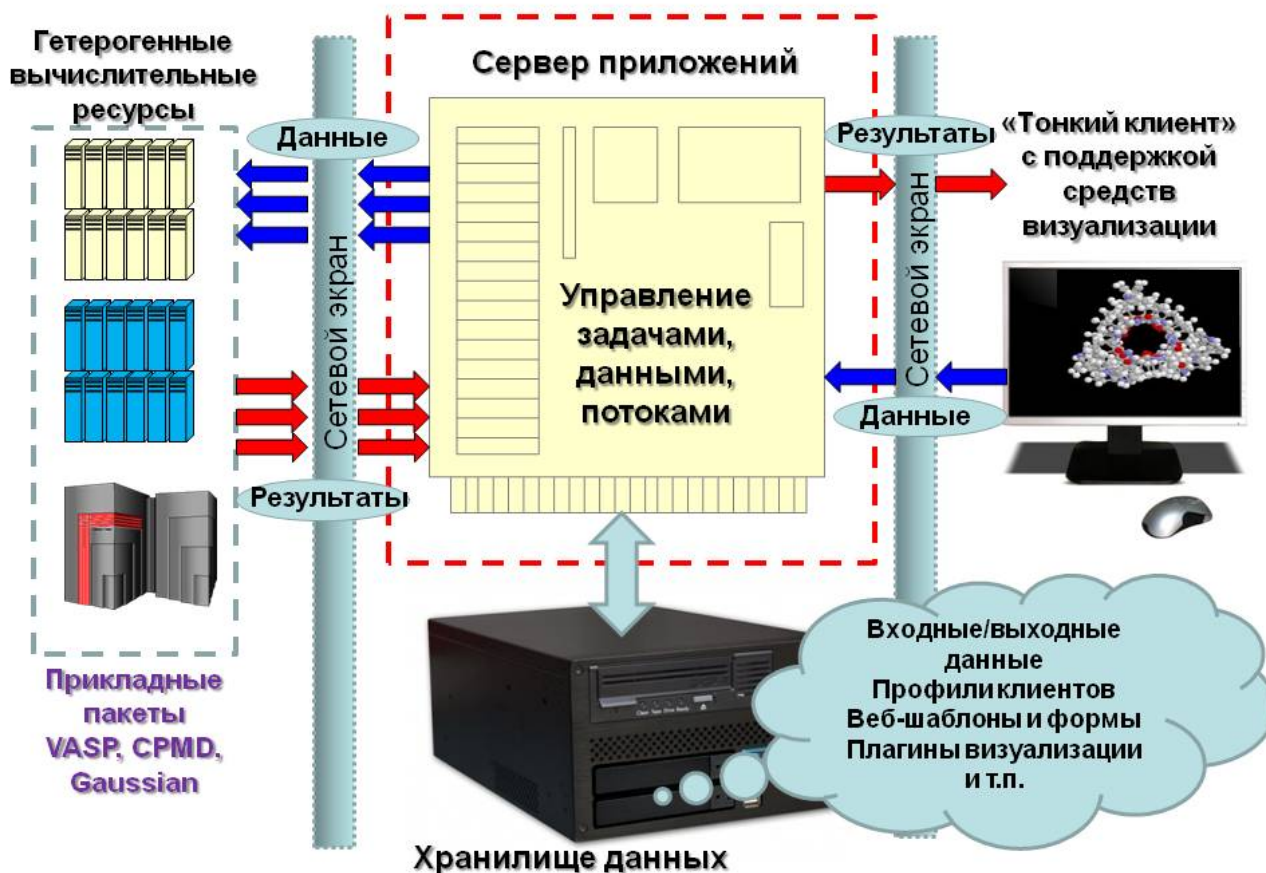 Гетерогенные
вычислительные
ресурсы
Сервер приложений
Данные
Результаты
«Тонкий клиент»
с поддержкой
средств
визуализации
Сетевой экран
Управление
задачами,
данными,
потоками
Сетевой экран
Данные
Результаты
Прикладные
пакеты
VASP, CPMD,
Gaussian
Входные/выходные
данные
Профили клиентов
Веб-шаблоны и формы
Плагины визуализации
и т.п.
Хранилище данных